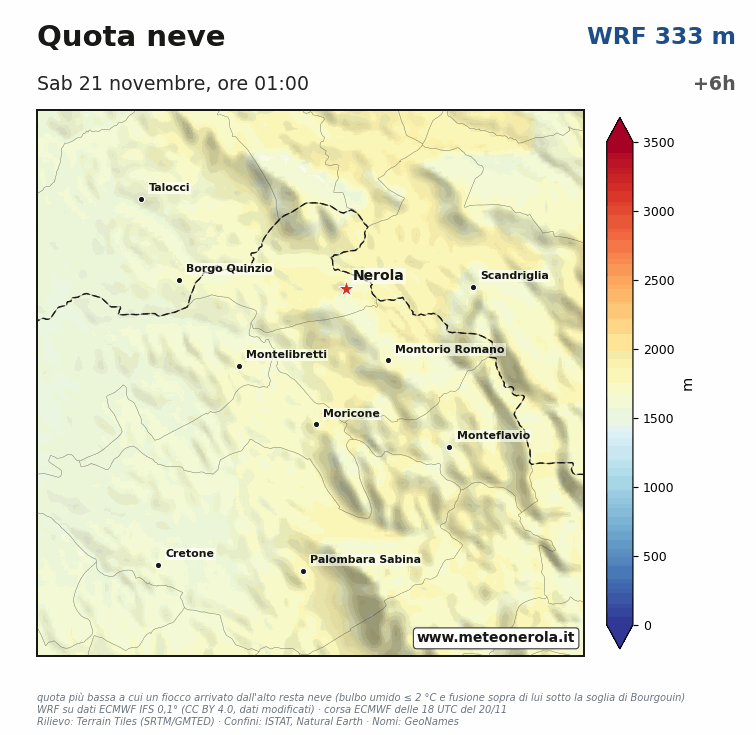 Quota neve
WRF 333 m
Sab 21 novembre, ore 01:00
+6h
Talocci
Borgo Quinzio
Nerola
Scandriglia
Montelibretti
Montorio Romano
Moricone
Monteflavio
Cretone
Palombara Sabina
www.meteonerola.it
3500
3000
2500
2000
1500
1000
500
0
m
quota più bassa a cui un fiocco arrivato dall'alto resta neve (bulbo umido ≤ 2 °C e fusione sopra di lui sotto la soglia di Bourgouin)
WRF su dati ECMWF IFS 0,1° (CC BY 4.0, dati modificati) · corsa ECMWF delle 18 UTC del 20/11
Rilievo: Terrain Tiles (SRTM/GMTED) · Confini: ISTAT, Natural Earth · Nomi: GeoNames